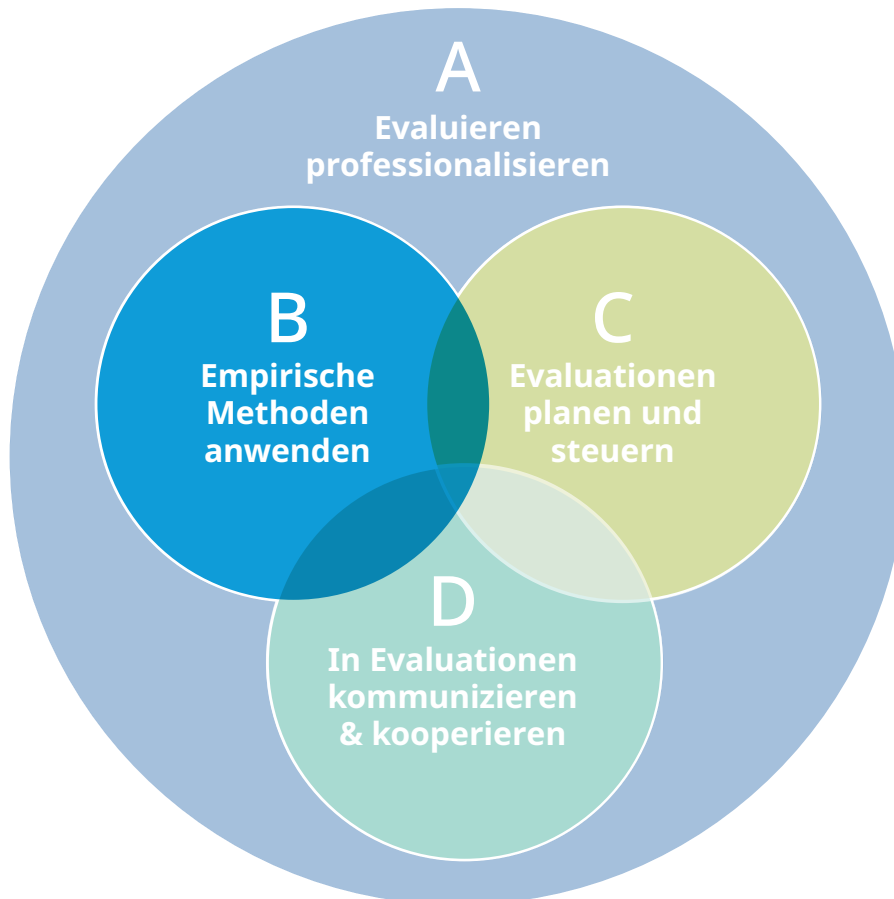 A
Evaluieren
professionalisieren
B
Empirische
Methoden
anwenden
C
Evaluationen
planen und
steuern
D
In Evaluationen
kommunizieren
& kooperieren